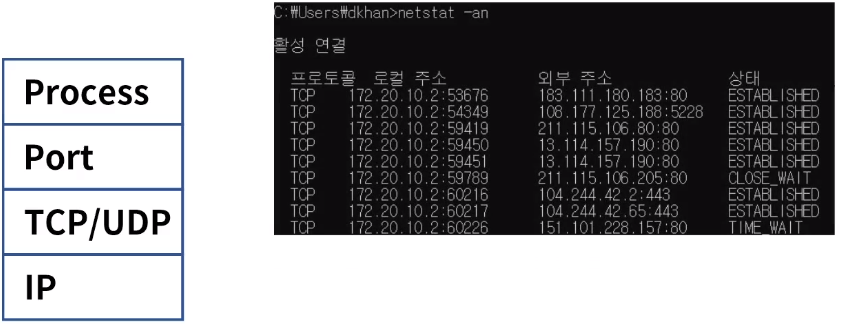 Process
Port
TCP/UDP
IP
C:₩Users₩dkhan>netstat -an
활성 연결
프로토콜 로컬 주소 외부 주소 상태
TCP 172.20.10.2:53676 183.111.180.183:80 ESTABLISHED
TCP 172.20.10.2:54349 108.177.125.188:5228 ESTABLISHED
TCP 172.20.10.2:59419 211.115.106.80:80 ESTABLISHED
TCP 172.20.10.2:59450 13.114.157.190:80 ESTABLISHED
TCP 172.20.10.2:59451 13.114.157.190:80 ESTABLISHED
TCP 172.20.10.2:59789 211.115.106.205:80 CLOSE_WAIT
TCP 172.20.10.2:60216 104.244.42.2:443 ESTABLISHED
TCP 172.20.10.2:60217 104.244.42.65:443 ESTABLISHED
TCP 172.20.10.2:60226 151.101.228.157:80 TIME_WAIT